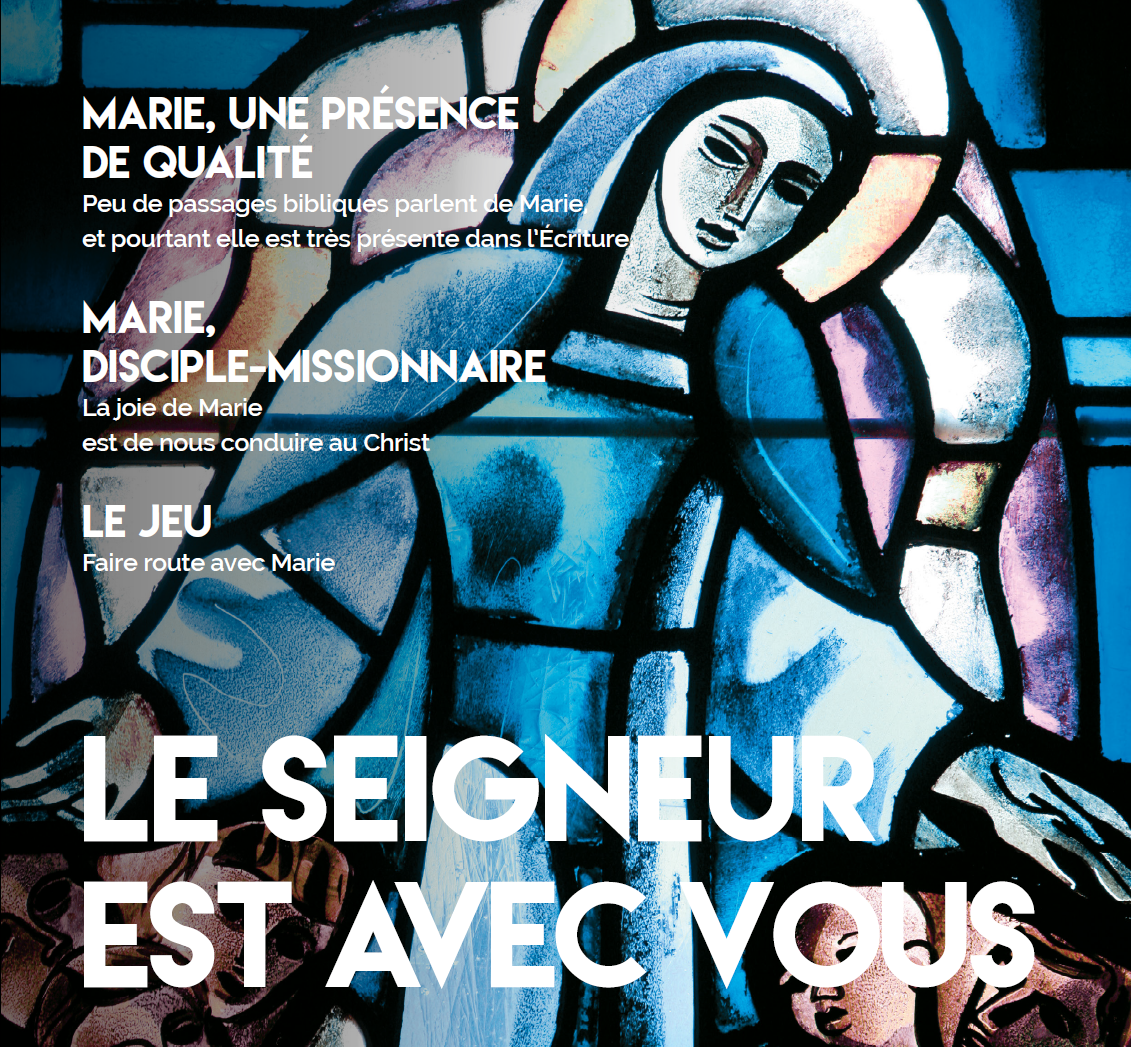 MARIE, UNE PRÉSENCE
DE QUALITÉ
Peu de passages bibliques parlent de Marie,
et pourtant elle est très présente dans l’Écriture.
MARIE,
DISCIPLE-MISSIONNAIRE
La joie de Marie
est de nous conduire au Christ
LE JEU
Faire route avec Marie
LE SEIGNEUR
EST AVEC VOUS